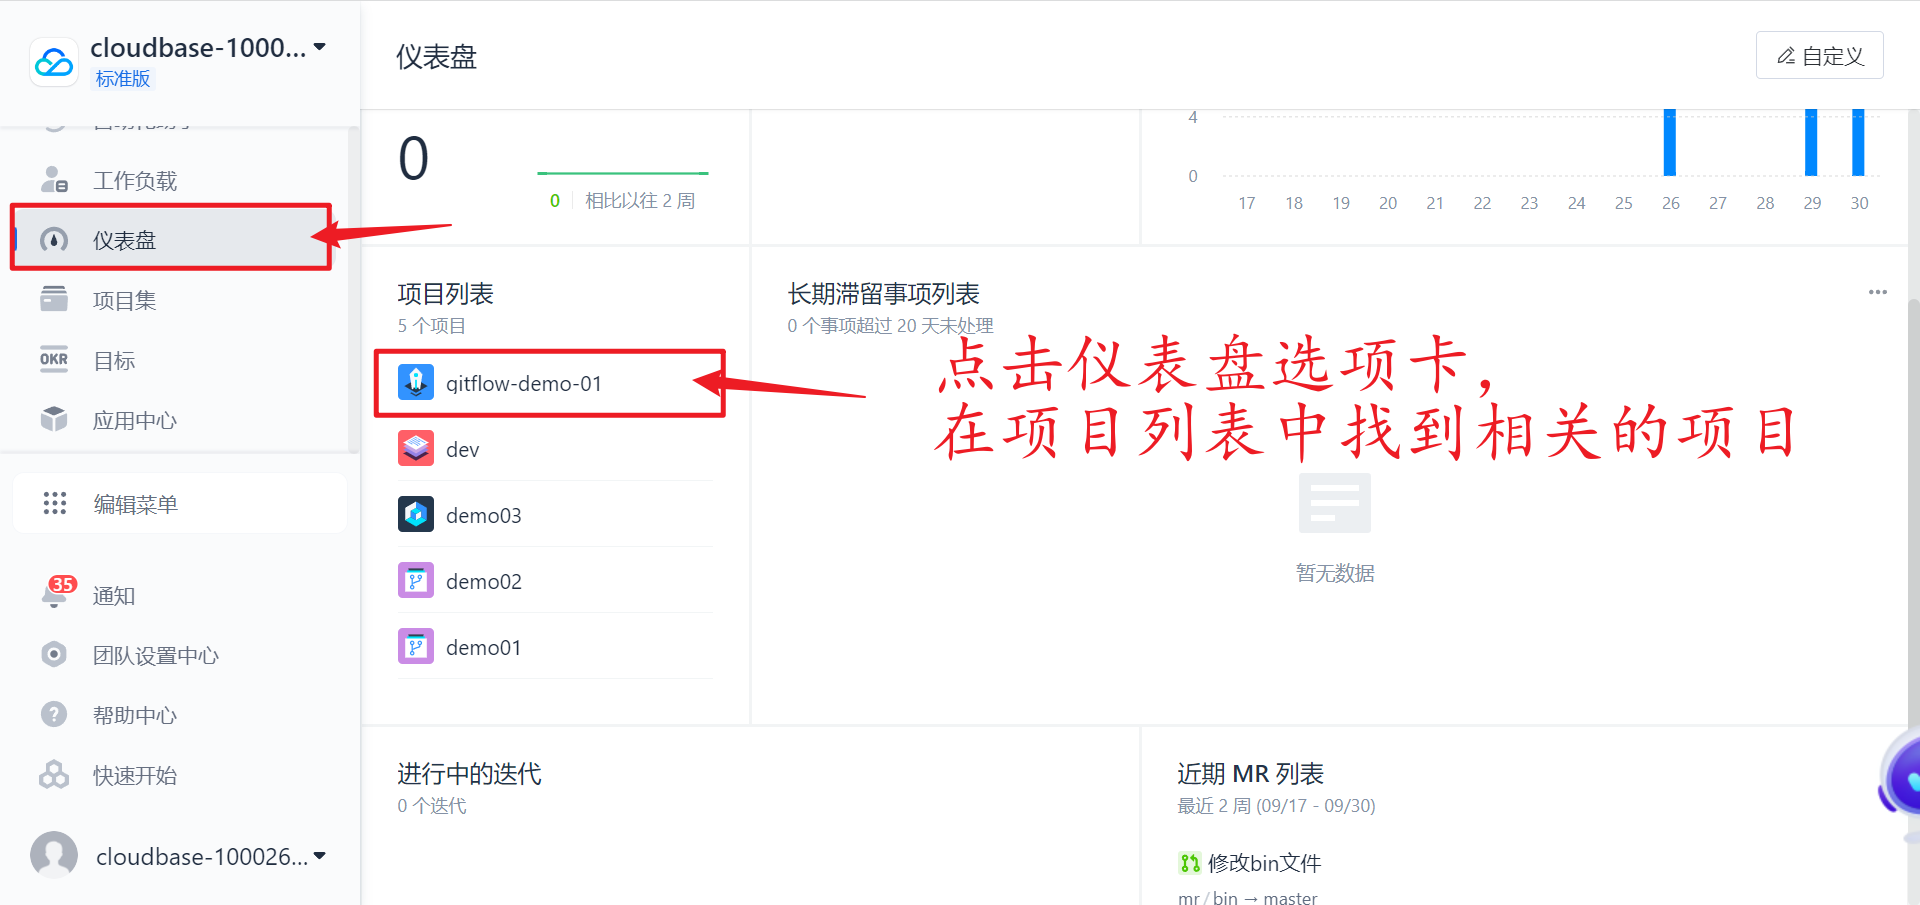 cloudbase-1000...
标准版
工作负载
仪表盘
项目集
OKR
目标
应用中心
编辑菜单
35
通知
团队设置中心
帮助中心
快速开始
cloudbase-100026...
仪表盘
自定义
0
0
相比以往 2 周
4
0
17 18 19 20 21 22 23 24 25 26 27 28 29 30
项目列表
5 个项目
gitflow-demo-01
dev
demo03
demo02
demo01
长期滞留事项列表
0 个事项超过 20 天未处理
点击仪表盘选项卡，
在项目列表中找到相关的项目
暂无数据
进行中的迭代
0 个迭代
近期 MR 列表
最近 2 周 (09/17 - 09/30)
修改bin文件
mr / bin → master